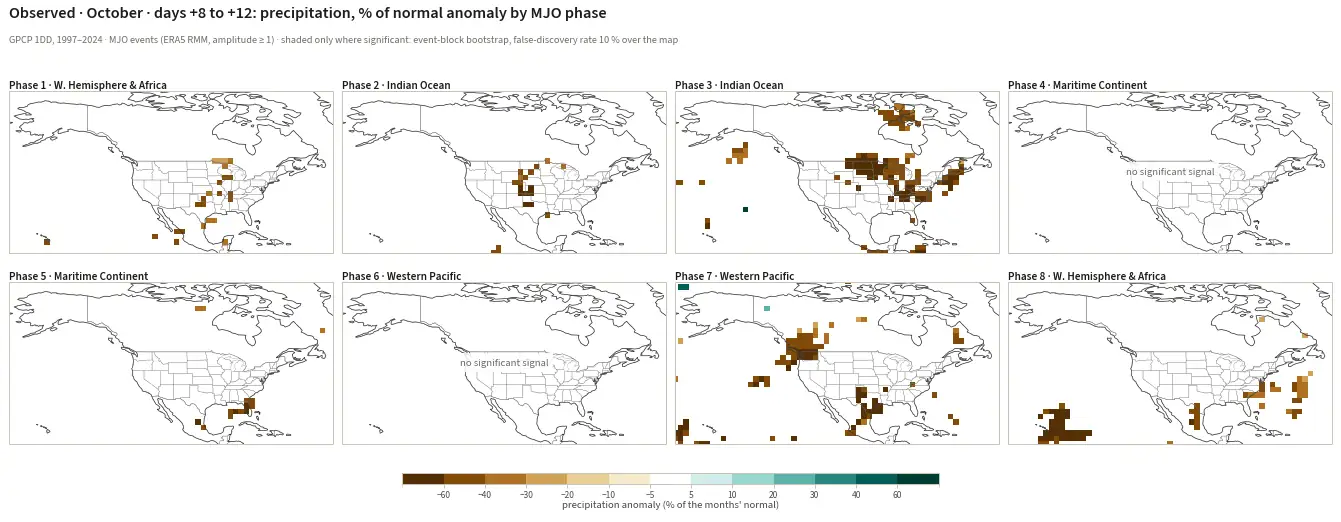 Observed · October · days +8 to +12: precipitation, % of normal anomaly by MJO phase
GPCP 1DD, 1997–2024 · MJO events (ERA5 RMM, amplitude ≥ 1) · shaded only where significant: event-block bootstrap, false-discovery rate 10 % over the map
Phase 1 · W. Hemisphere & Africa
Phase 2 · Indian Ocean
Phase 3 · Indian Ocean
Phase 4 · Maritime Continent
no significant signal
Phase 5 · Maritime Continent
Phase 6 · Western Pacific
no significant signal
Phase 7 · Western Pacific
Phase 8 · W. Hemisphere & Africa
−60 −40 −30 −20 −10 −5 5 10 20 30 40 60
precipitation anomaly (% of the months' normal)